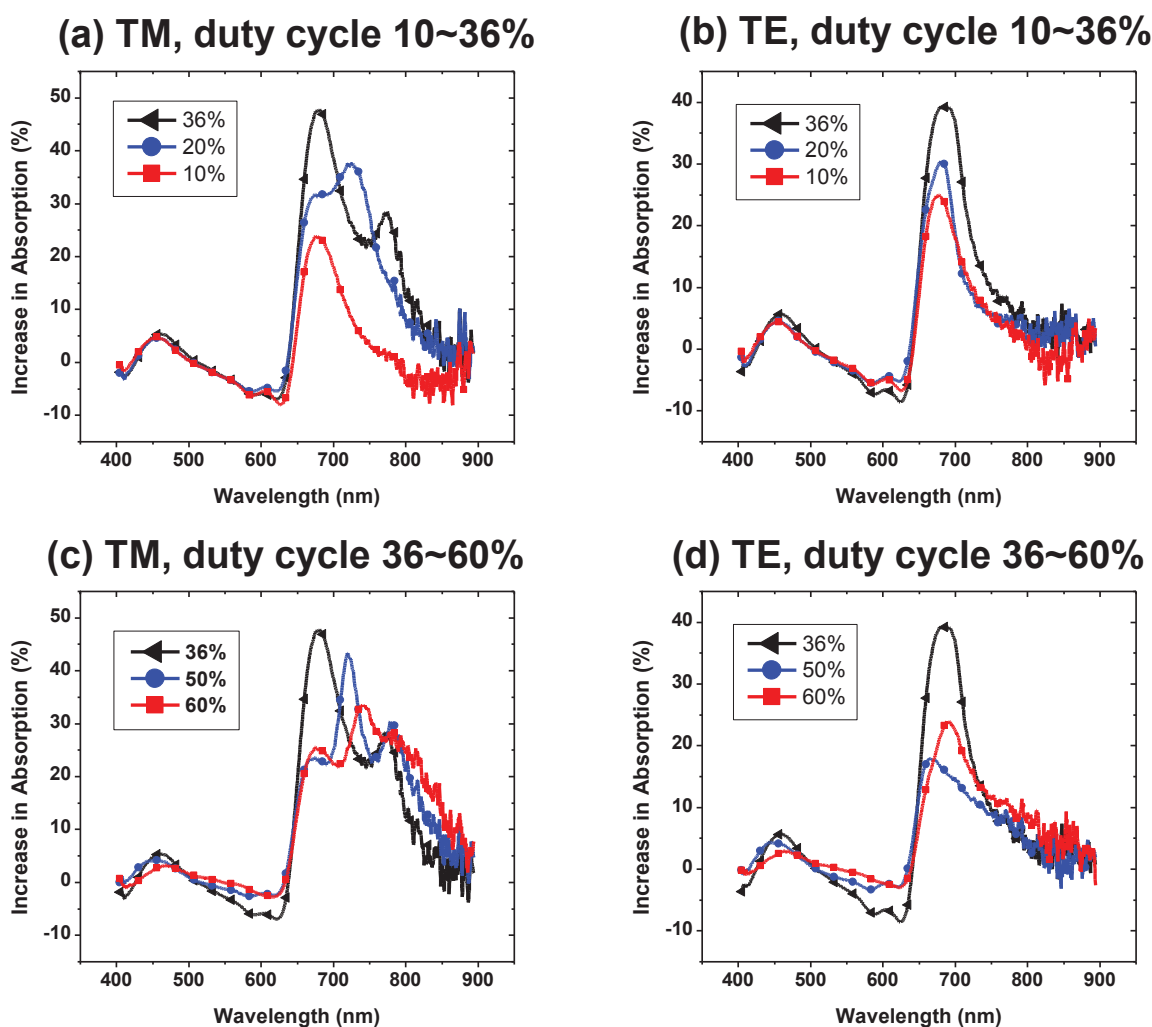 (a) TM, duty cycle 10~36%
Increase in Absorption (%)
50
40
30
20
10
0
-10
36%
20%
10%
400 500 600 700 800 900
Wavelength (nm)
(b) TE, duty cycle 10~36%
Increase in Absorption (%)
40
30
20
10
0
-10
36%
20%
10%
400 500 600 700 800 900
Wavelength (nm)
(c) TM, duty cycle 36~60%
Increase in Absorption (%)
50
40
30
20
10
0
-10
36%
50%
60%
400 500 600 700 800 900
Wavelength (nm)
(d) TE, duty cycle 36~60%
Increase in Absorption (%)
40
30
20
10
0
-10
36%
50%
60%
400 500 600 700 800 900
Wavelength (nm)